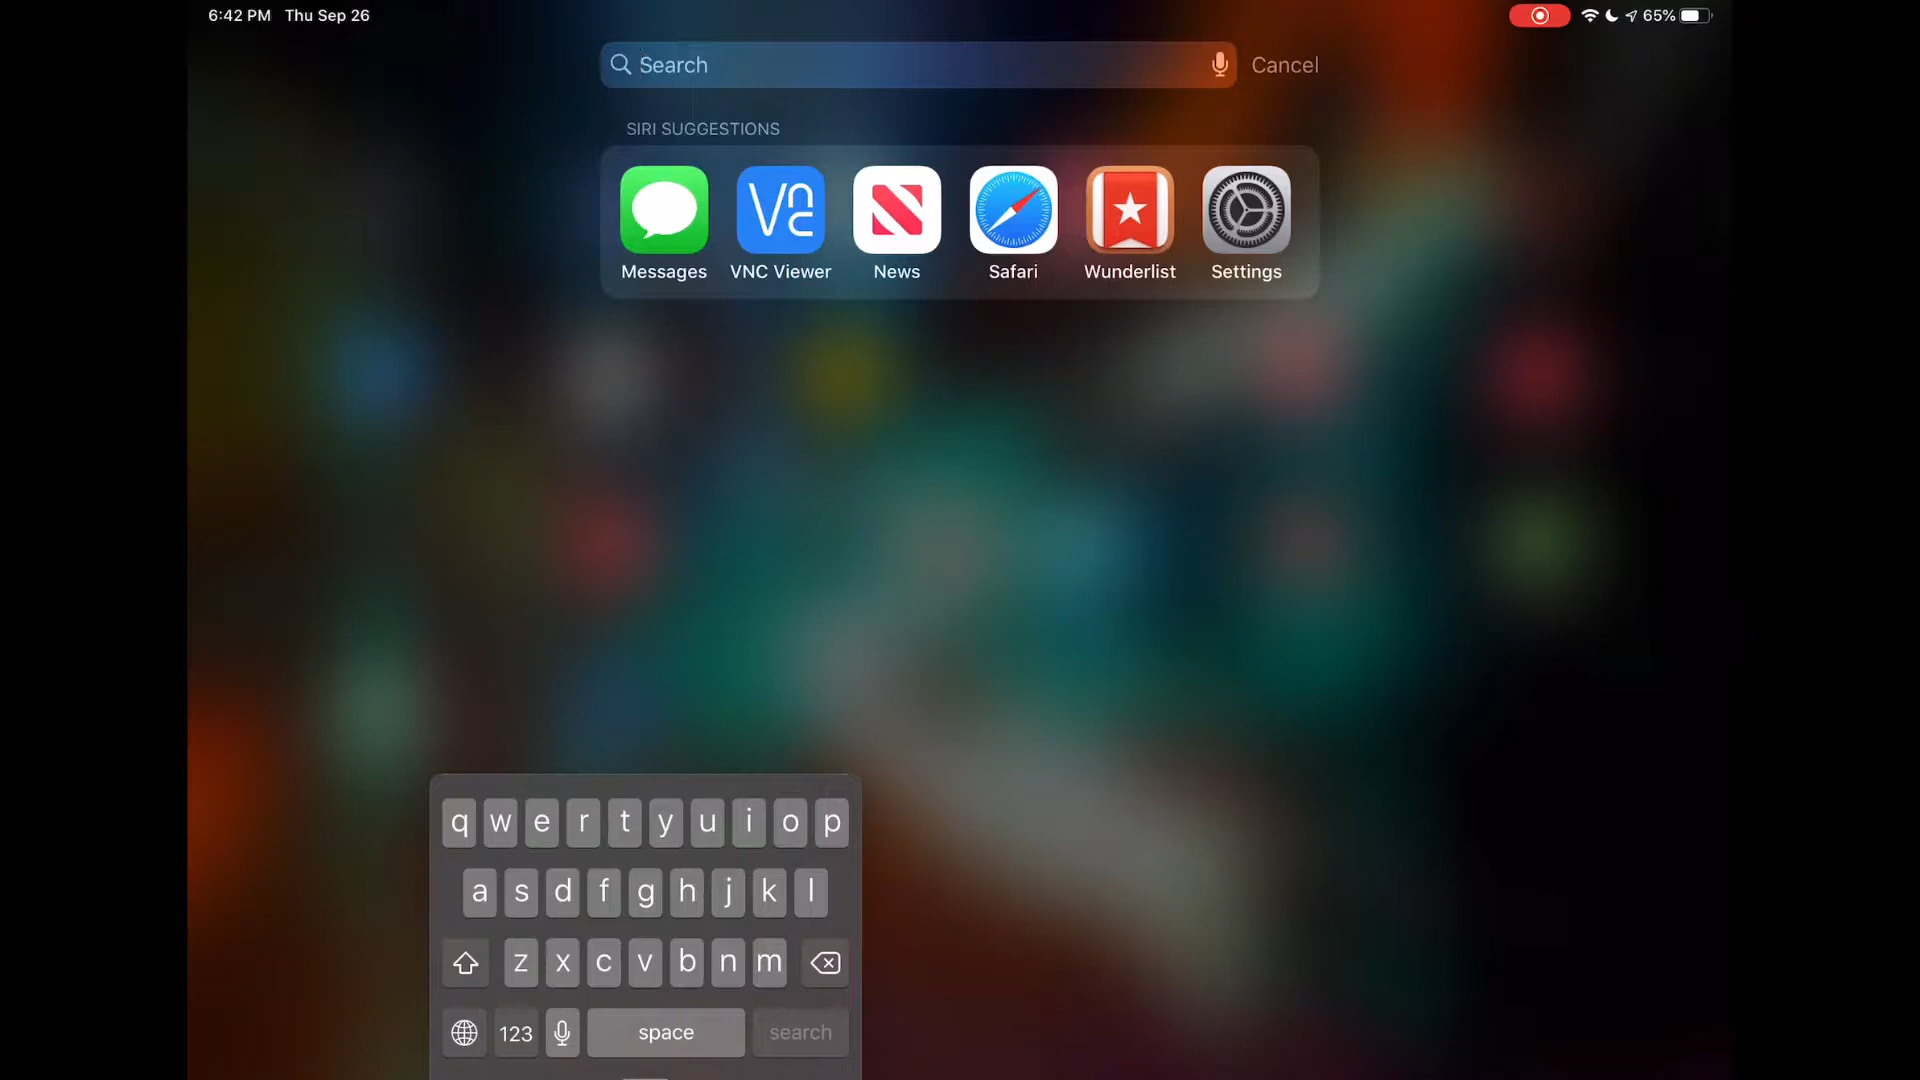 6:42 PM Thu Sep 26 65%
Search Cancel
SIRI SUGGESTIONS
Vnc
Messages VNC Viewer News Safari Wunderlist Settings
q w e r t y u i o p
a s d f g h j k l
z x c v b n m
123 space search